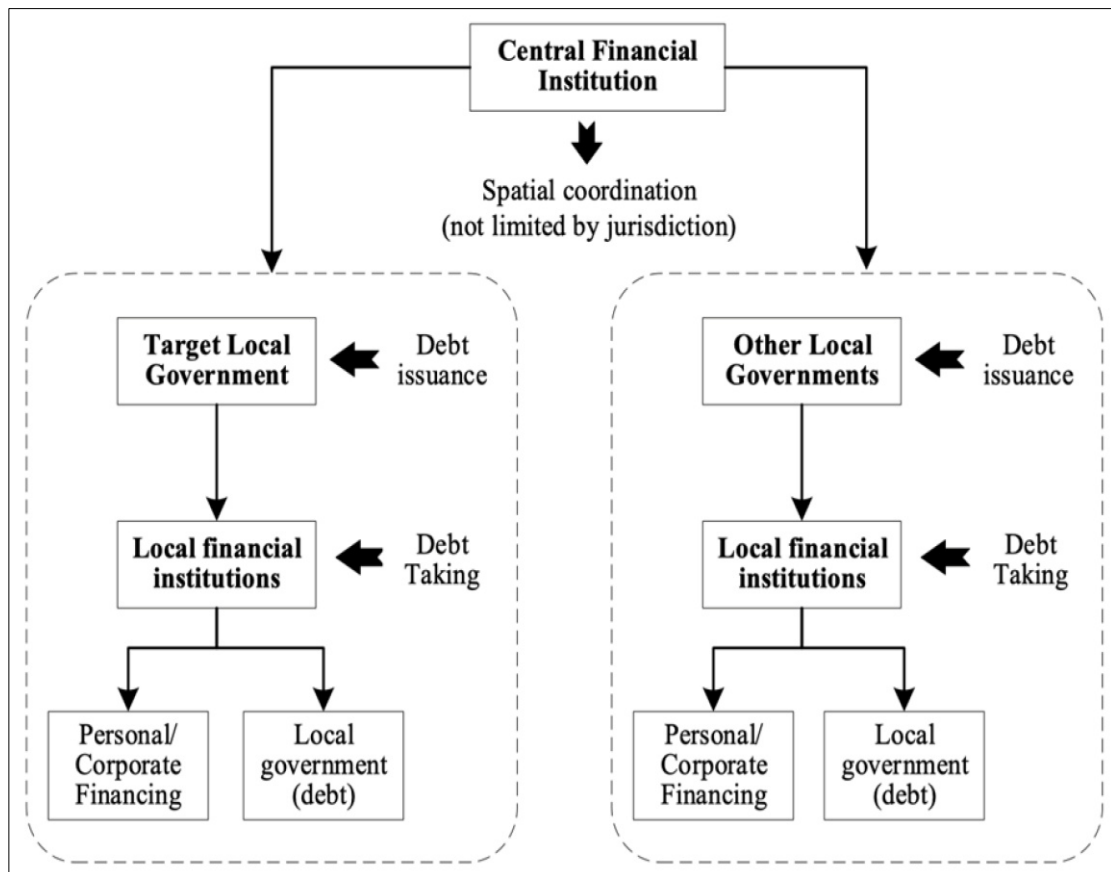 Central Financial
Institution
Spatial coordination
(not limited by jurisdiction)
Target Local
Government
Debt
issuance
Local financial
institutions
Debt
Taking
Personal/
Corporate
Financing
Local
government
(debt)
Other Local
Governments
Debt
issuance
Local financial
institutions
Debt
Taking
Personal/
Corporate
Financing
Local
government
(debt)